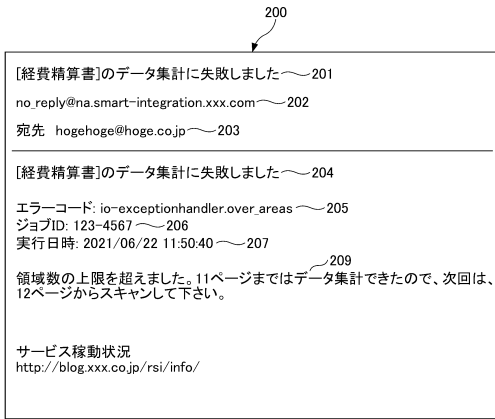 200
[経費精算書]のデータ集計に失敗しました 201
no_reply@na.smart-integration.xxx.com 202
宛先 hogehoge@hoge.co.jp 203
[経費精算書]のデータ集計に失敗しました 204
エラーコード: io-exceptionhandler.over_areas 205
ジョブID: 123-4567 206
実行日時: 2021/06/22 11:50:40 207
209
領域数の上限を超えました。11ページまではデータ集計できたので、次回は、
12ページからスキャンして下さい。
サービス稼動状況
http://blog.xxx.co.jp/rsi/info/